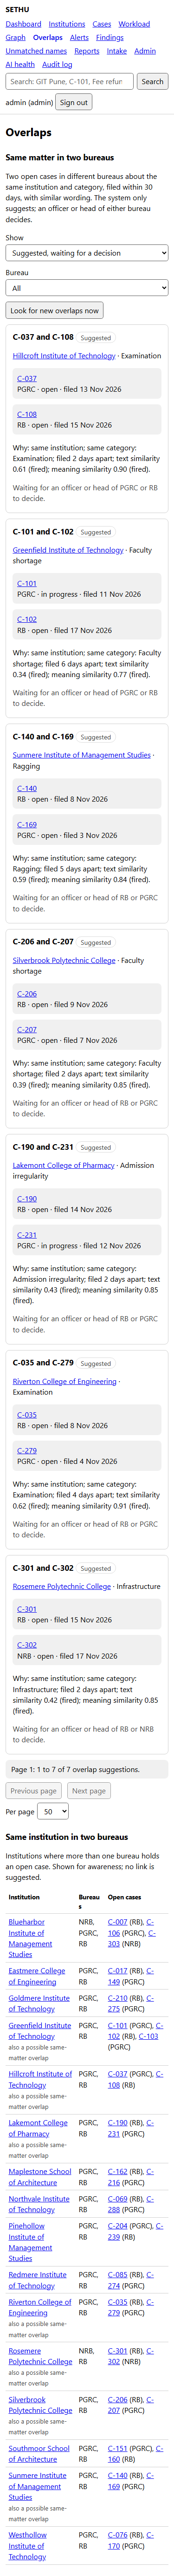 SETHU
Dashboard Institutions Cases Workload
Graph Overlaps Alerts Findings
Unmatched names Reports Intake Admin
AI health Audit log
Search: GIT Pune, C-101, Fee refun Search
admin (admin) Sign out
Overlaps
Same matter in two bureaus
Two open cases in different bureaus about the
same institution and category, filed within 30
days, with similar wording. The system only
suggests; an officer or head of either bureau
decides.
Show
Suggested, waiting for a decision
Bureau
All
Look for new overlaps now
C-037 and C-108 Suggested
Hillcroft Institute of Technology · Examination
C-037
PGRC · open · filed 13 Nov 2026
C-108
RB · open · filed 15 Nov 2026
Why: same institution; same category:
Examination; filed 2 days apart; text similarity
0.61 (fired); meaning similarity 0.90 (fired).
Waiting for an officer or head of PGRC or RB
to decide.
C-101 and C-102 Suggested
Greenfield Institute of Technology · Faculty
shortage
C-101
PGRC · in progress · filed 11 Nov 2026
C-102
RB · open · filed 17 Nov 2026
Why: same institution; same category: Faculty
shortage; filed 6 days apart; text similarity
0.34 (fired); meaning similarity 0.77 (fired).
Waiting for an officer or head of PGRC or RB
to decide.
C-140 and C-169 Suggested
Sunmere Institute of Management Studies ·
Ragging
C-140
RB · open · filed 8 Nov 2026
C-169
PGRC · open · filed 3 Nov 2026
Why: same institution; same category:
Ragging; filed 5 days apart; text similarity
0.59 (fired); meaning similarity 0.84 (fired).
Waiting for an officer or head of RB or PGRC
to decide.
C-206 and C-207 Suggested
Silverbrook Polytechnic College · Faculty
shortage
C-206
RB · open · filed 9 Nov 2026
C-207
PGRC · open · filed 7 Nov 2026
Why: same institution; same category: Faculty
shortage; filed 2 days apart; text similarity
0.39 (fired); meaning similarity 0.85 (fired).
Waiting for an officer or head of RB or PGRC
to decide.
C-190 and C-231 Suggested
Lakemont College of Pharmacy · Admission
irregularity
C-190
RB · open · filed 14 Nov 2026
C-231
PGRC · in progress · filed 12 Nov 2026
Why: same institution; same category:
Admission irregularity; filed 2 days apart; text
similarity 0.43 (fired); meaning similarity 0.85
(fired).
Waiting for an officer or head of RB or PGRC
to decide.
C-035 and C-279 Suggested
Riverton College of Engineering ·
Examination
C-035
RB · open · filed 8 Nov 2026
C-279
PGRC · open · filed 4 Nov 2026
Why: same institution; same category:
Examination; filed 4 days apart; text similarity
0.62 (fired); meaning similarity 0.91 (fired).
Waiting for an officer or head of RB or PGRC
to decide.
C-301 and C-302 Suggested
Rosemere Polytechnic College · Infrastructure
C-301
RB · open · filed 15 Nov 2026
C-302
NRB · open · filed 17 Nov 2026
Why: same institution; same category:
Infrastructure; filed 2 days apart; text
similarity 0.42 (fired); meaning similarity 0.85
(fired).
Waiting for an officer or head of RB or NRB
to decide.
Page 1: 1 to 7 of 7 overlap suggestions.
Previous page Next page
Per page 50
Same institution in two bureaus
Institutions where more than one bureau holds
an open case. Shown for awareness; no link is
suggested.
Institution Bureau Open cases
s
Blueharbor NRB, C-007 (RB), C-
Institute of PGRC, 106 (PGRC), C-
Management RB 303 (NRB)
Studies
Eastmere College PGRC, C-017 (RB), C-
of Engineering RB 149 (PGRC)
Goldmere Institute PGRC, C-210 (RB), C-
of Technology RB 275 (PGRC)
Greenfield Institute PGRC, C-101 (PGRC), C-
of Technology RB 102 (RB), C-103
also a possible same- (PGRC)
matter overlap
Hillcroft Institute of PGRC, C-037 (PGRC), C-
Technology RB 108 (RB)
also a possible same-
matter overlap
Lakemont College PGRC, C-190 (RB), C-
of Pharmacy RB 231 (PGRC)
also a possible same-
matter overlap
Maplestone School PGRC, C-162 (RB), C-
of Architecture RB 216 (PGRC)
Northvale Institute PGRC, C-069 (RB), C-
of Technology RB 288 (PGRC)
Pinehollow PGRC, C-204 (PGRC), C-
Institute of RB 239 (RB)
Management
Studies
Redmere Institute PGRC, C-085 (RB), C-
of Technology RB 274 (PGRC)
Riverton College of PGRC, C-035 (RB), C-
Engineering RB 279 (PGRC)
also a possible same-
matter overlap
Rosemere NRB, C-301 (RB), C-
Polytechnic College RB 302 (NRB)
also a possible same-
matter overlap
Silverbrook PGRC, C-206 (RB), C-
Polytechnic College RB 207 (PGRC)
also a possible same-
matter overlap
Southmoor School PGRC, C-151 (PGRC), C-
of Architecture RB 160 (RB)
Sunmere Institute PGRC, C-140 (RB), C-
of Management RB 169 (PGRC)
Studies
also a possible same-
matter overlap
Westhollow PGRC, C-076 (RB), C-
Institute of RB 170 (PGRC)
Technology